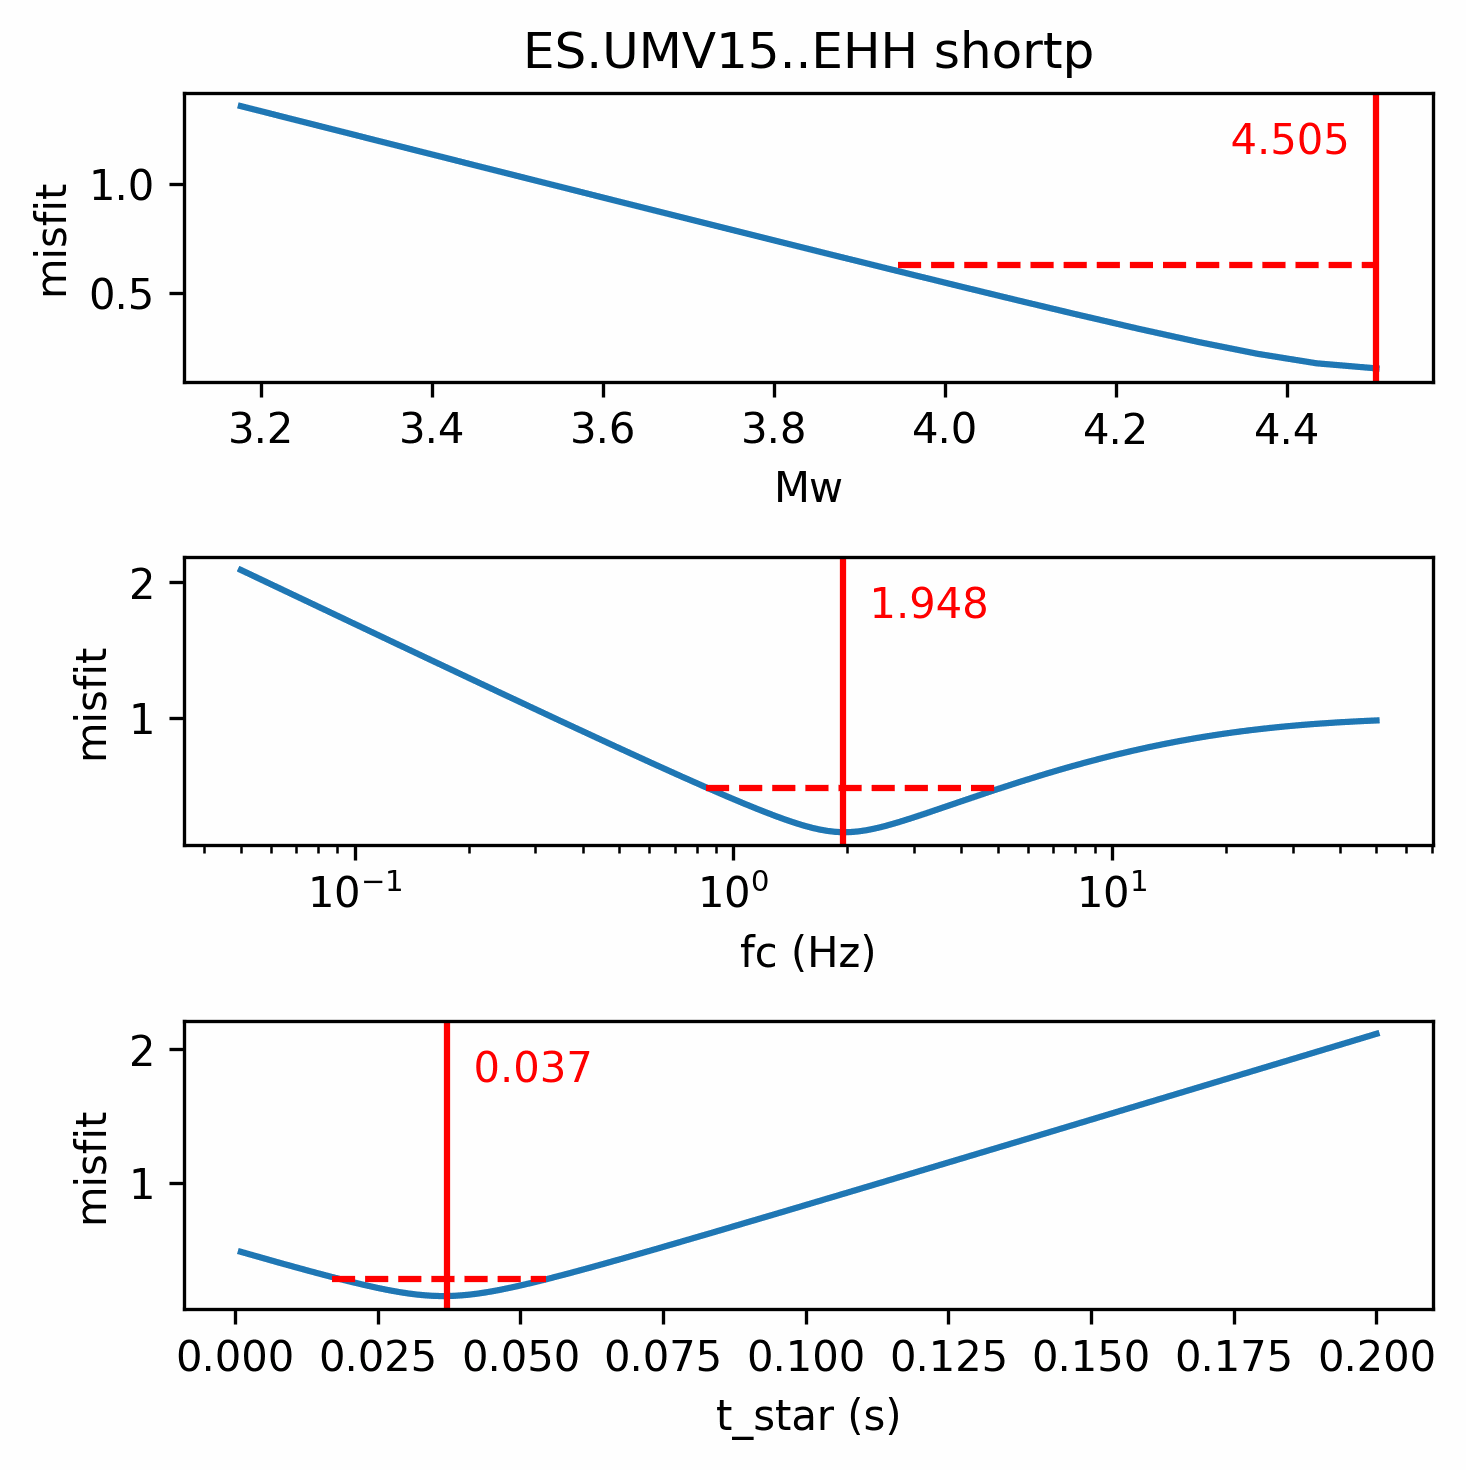 ES.UMV15..EHH shortp
4.505
misfit
1.0
0.5
3.2 3.4 3.6 3.8 4.0 4.2 4.4
Mw
1.948
misfit
2
1
10⁻¹ 10⁰ 10¹
fc (Hz)
0.037
misfit
2
1
0.000 0.025 0.050 0.075 0.100 0.125 0.150 0.175 0.200
t_star (s)